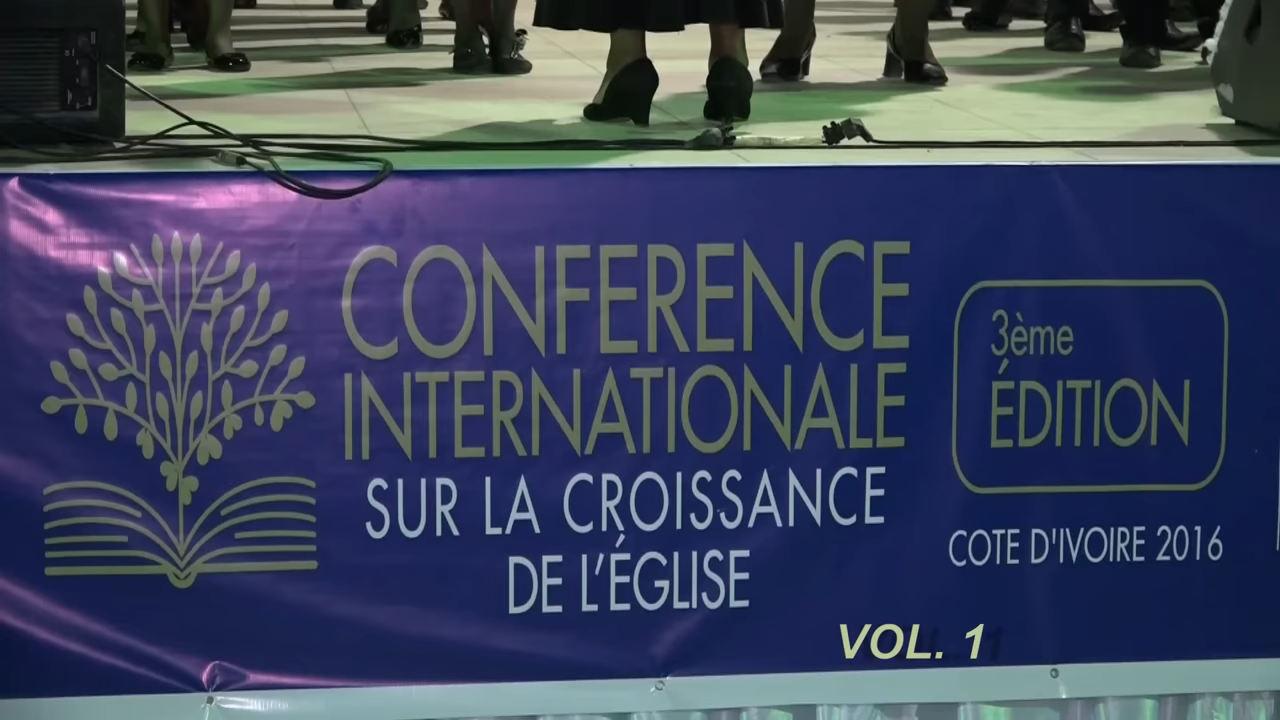 CONFERENCE
INTERNATIONALE
SUR LA CROISSANCE
DE L'ÉGLISE
3ème
ÉDITION
COTE D'IVOIRE 2016
VOL. 1